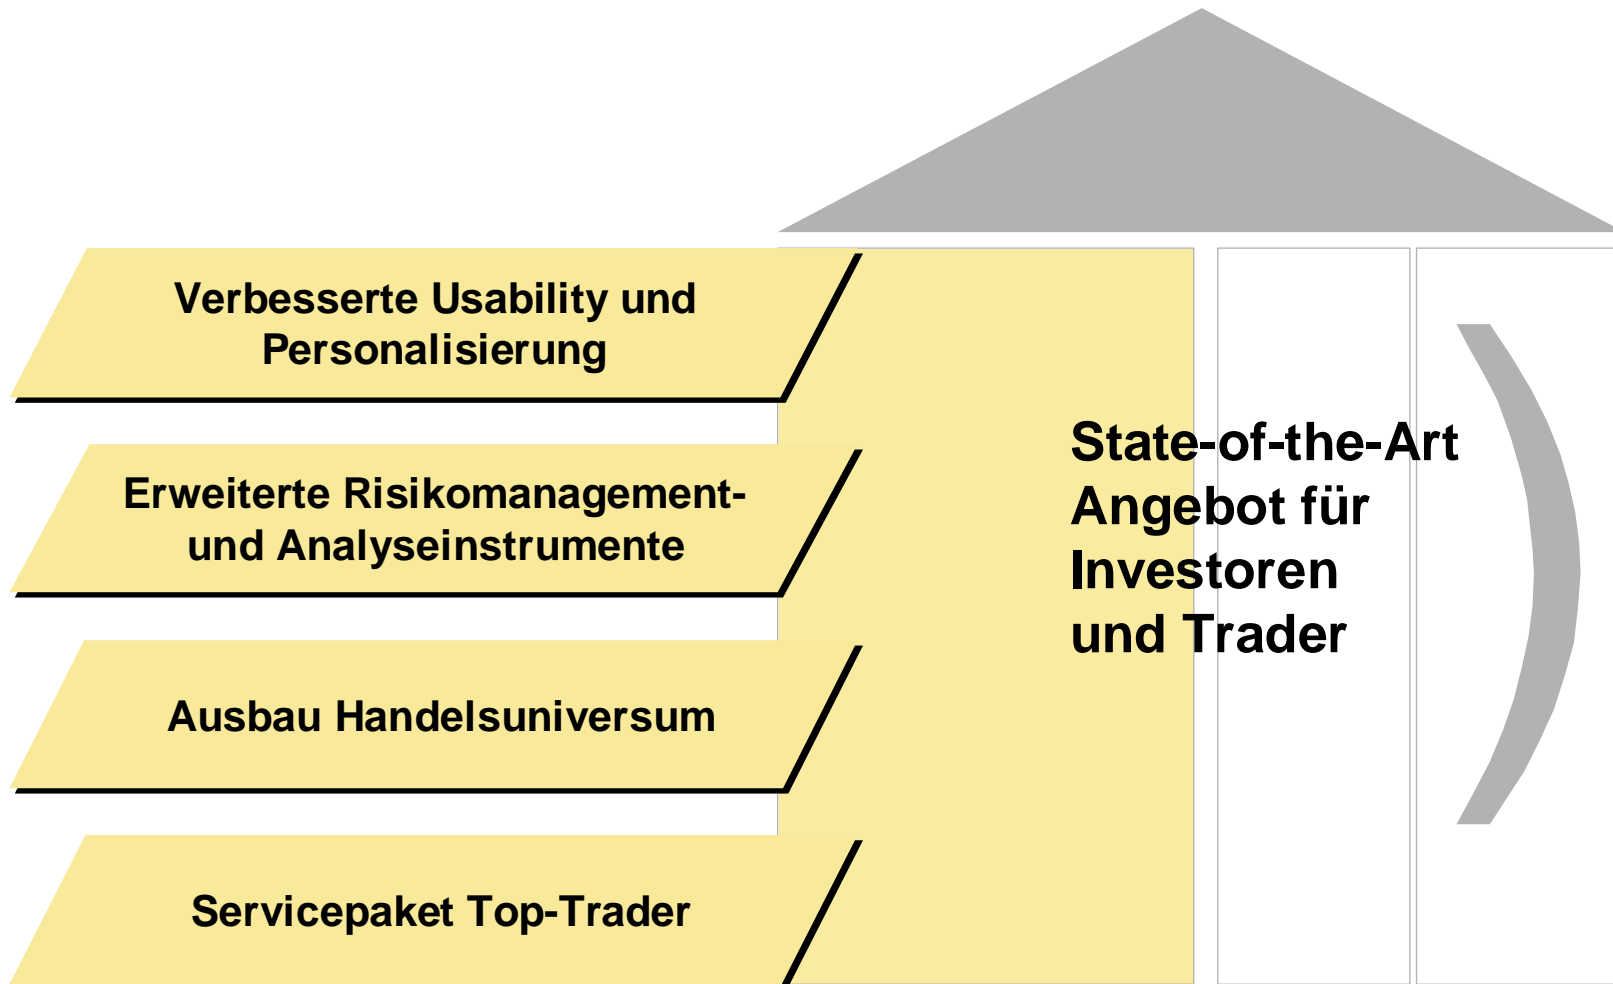 Verbesserte Usability und
Personalisierung
Erweiterte Risikomanagement-
und Analyseinstrumente
Ausbau Handelsuniversum
Servicepaket Top-Trader
State-of-the-Art
Angebot für
Investoren
und Trader